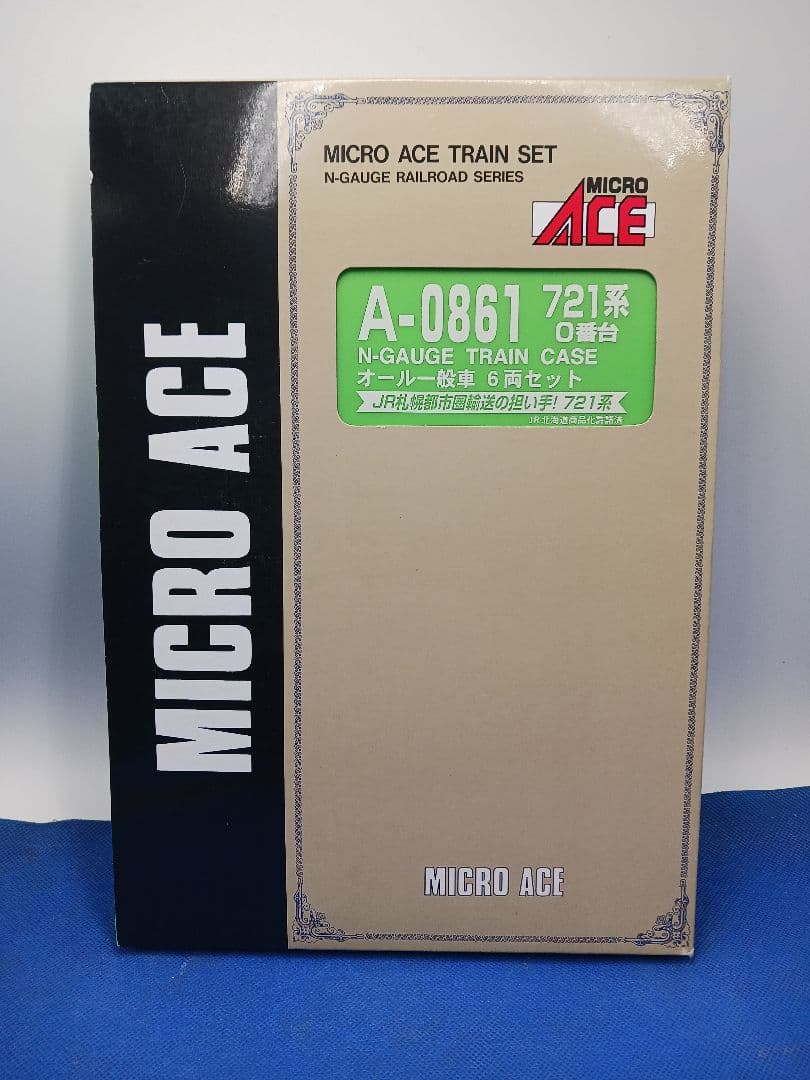 MICRO ACE
MICRO ACE TRAIN SET
N-GAUGE RAILROAD SERIES
MICRO
ACE
A-0861 721系
0番台
N-GAUGE TRAIN CASE
オール一般車 6両セット
JR札幌都市圏輸送の担い手! 721系
JR北海道商品化許諾済
MICRO ACE